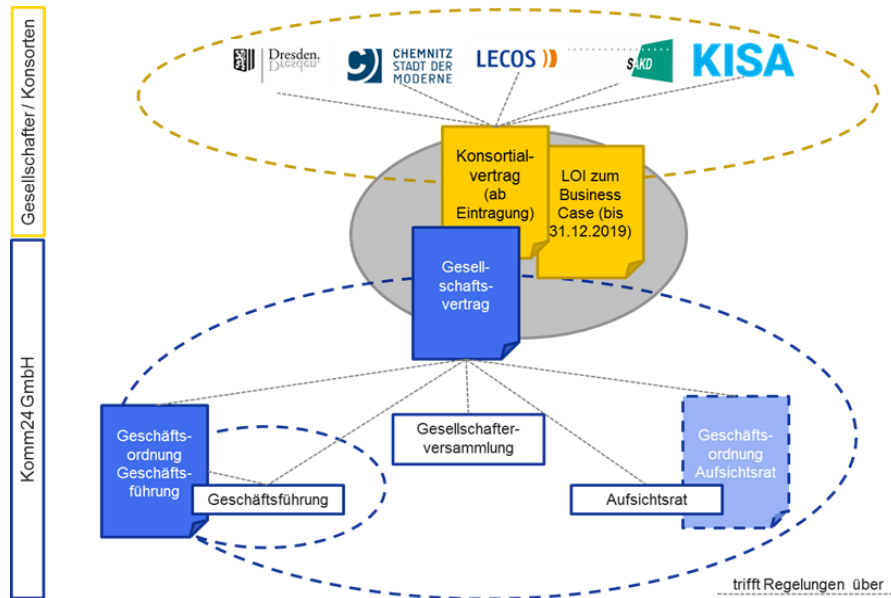 Gesellschafter / Konsorten
Dresden.
Dresden.
CHEMNITZ
STADT DER
MODERNE
LECOS
SAKD
KISA
Konsortial-
vertrag
(ab
Eintragung)
LOI zum
Business
Case (bis
31.12.2019)
Komm24 GmbH
Gesell-
schafts-
vertrag
Geschäfts-
ordnung
Geschäfts-
führung
Geschäftsführung
Gesellschafter-
versammlung
Aufsichtsrat
Geschäfts-
ordnung
Aufsichtsrat
trifft Regelungen über